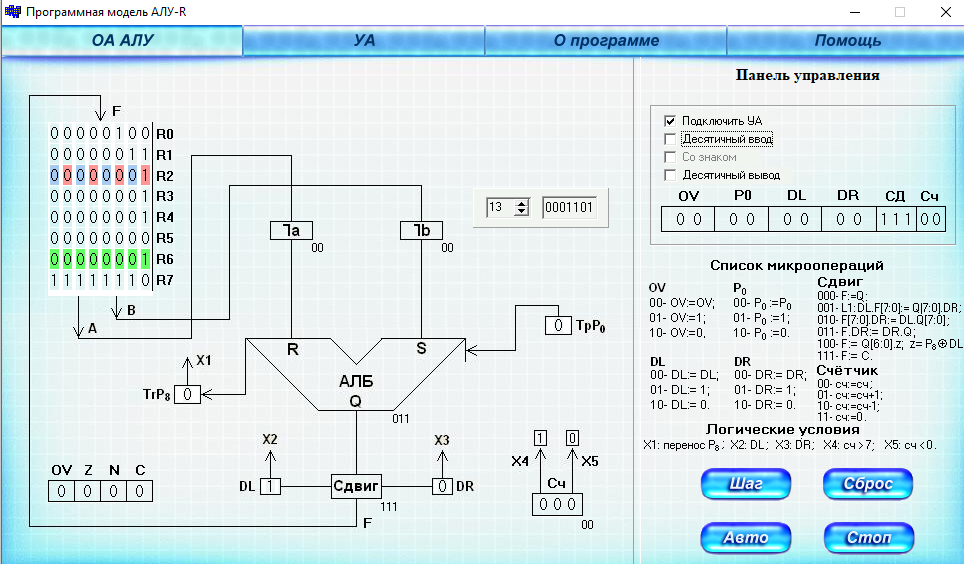 Программная модель АЛУ-R
ОА АЛУ
УА
О программе
Помощь
F
0 0 0 0 0 1 0 0 R0
0 0 0 0 0 0 1 1 R1
0 0 0 0 0 0 0 1 R2
0 0 0 0 0 0 0 1 R3
0 0 0 0 0 0 0 1 R4
0 0 0 0 0 0 0 0 R5
0 0 0 0 0 0 0 1 R6
1 1 1 1 1 1 1 0 R7
A
B
⅂a
00
⅂b
00
13
0001101
0 ТрР₀
R
S
АЛБ
Q
011
X1
ТгР₈ 0
X2
X3
DL 1
Сдвиг
0 DR
111
F
OV Z N C
0 0 0 0
1
0
X4
X5
Сч
0 0 0
00
Панель управления
Подключить УА
Десятичный ввод
Со знаком
Десятичный вывод
OV P0 DL DR СД Сч
0 0 0 0 0 0 0 0 1 1 1 0 0
Список микроопераций
OV
00- OV:=OV;
01- OV:=1;
10- OV:=0,
P₀
00- P₀ :=P₀
01- P₀ :=1;
10- P₀ :=0.
DL
00- DL:= DL;
01- DL:= 1;
10- DL:= 0.
DR
00- DR:= DR;
01- DR:= 1;
10- DR:= 0.
Сдвиг
000- F:=Q;
001- L1:DL.F[7:0]:= Q[7:0].DR;
010- F[7:0].DR:= DL.Q[7:0];
011- F.DR:= DR.Q;
100- F:= Q[6:0].z; z= P₈⊕DL
111- F:= C.
Счётчик
00- сч:=сч;
01- сч:=сч+1;
10- сч:=сч-1;
11- сч:=0.
Логические условия
X1: перенос P₈; X2: DL; X3: DR; X4: сч>7; X5: сч<0.
Шаг
Сброс
Авто
Стоп